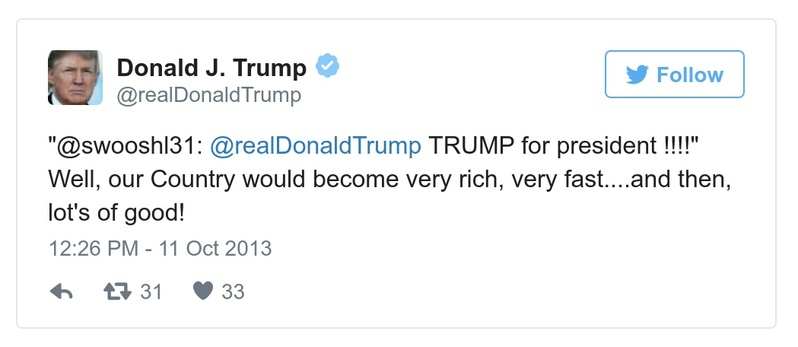 Donald J. Trump
@realDonaldTrump
Follow
"@swooshl31: @realDonaldTrump TRUMP for president !!!!"
Well, our Country would become very rich, very fast....and then,
lot's of good!
12:26 PM - 11 Oct 2013
31
33